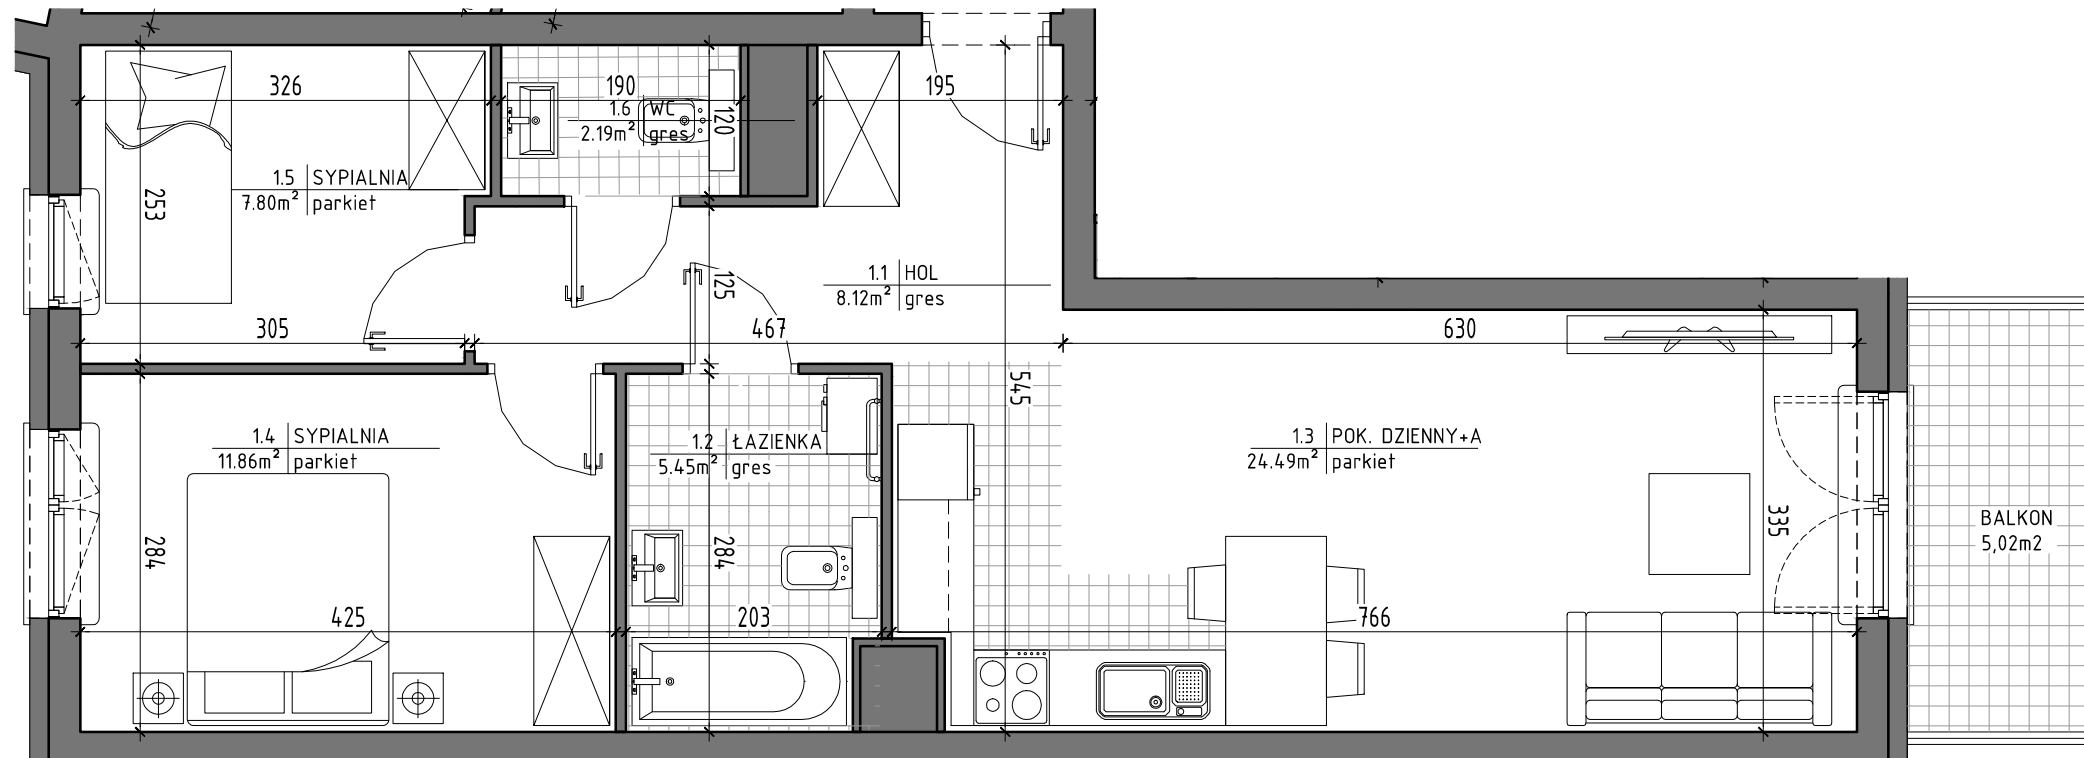 326
190
195
1.6 WC
2.19m² gres
120
1.5 SYPIALNIA
7.80m² parkiet
253
1.1 HOL
8.12m² gres
125
305
467
630
545
1.4 SYPIALNIA
11.86m² parkiet
1.2 ŁAZIENKA
5.45m² gres
1.3 POK. DZIENNY+A
24.49m² parkiet
284
284
335
BALKON
5,02m2
425
203
766